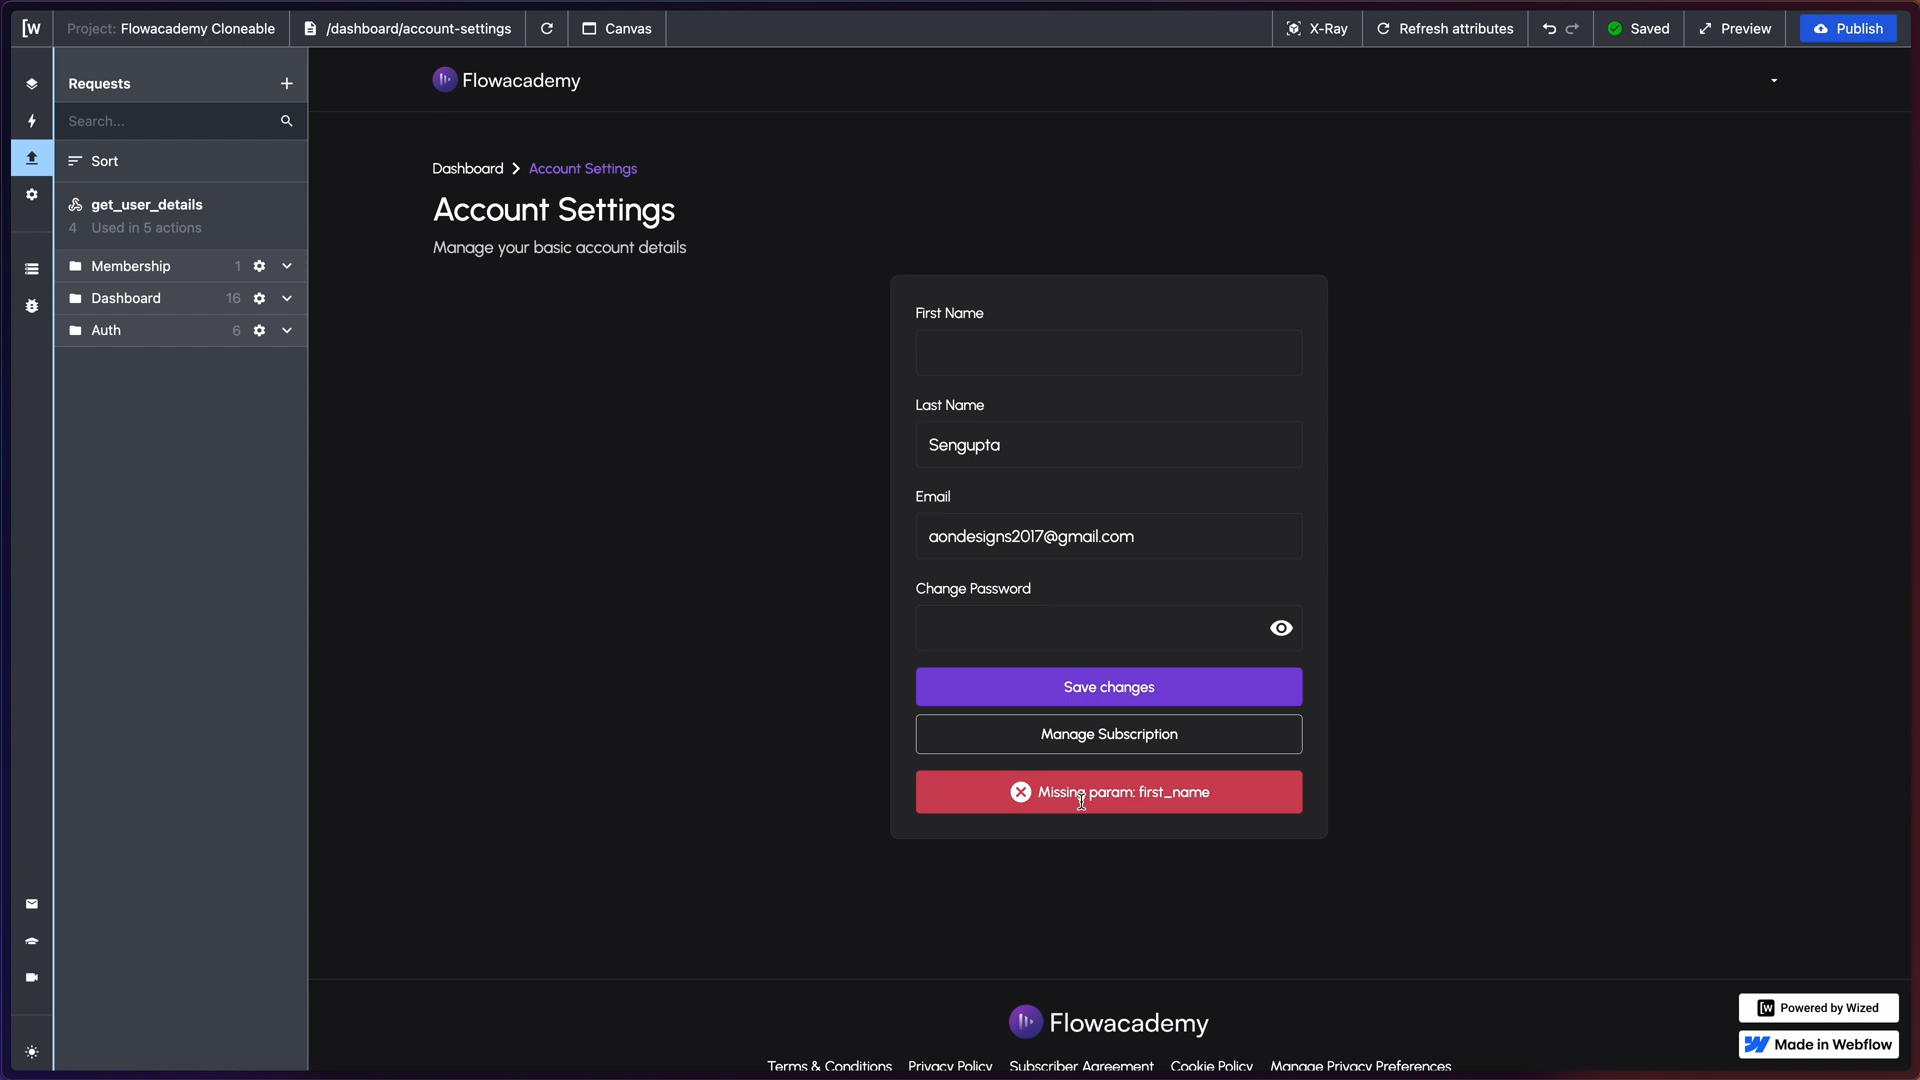 Project: Flowacademy Cloneable
/dashboard/account-settings
Canvas
X-Ray
Refresh attributes
Saved
Preview
Publish
Requests
Search...
Sort
get_user_details
4 Used in 5 actions
Membership 1
Dashboard 16
Auth 6
Flowacademy
Dashboard > Account Settings
Account Settings
Manage your basic account details
First Name
Last Name
Sengupta
Email
aondesigns2017@gmail.com
Change Password
Save changes
Manage Subscription
Missing param: first_name
Flowacademy
Terms & Conditions Privacy Policy Subscriber Agreement Cookie Policy Manage Privacy Preferences
Powered by Wized
Made in Webflow